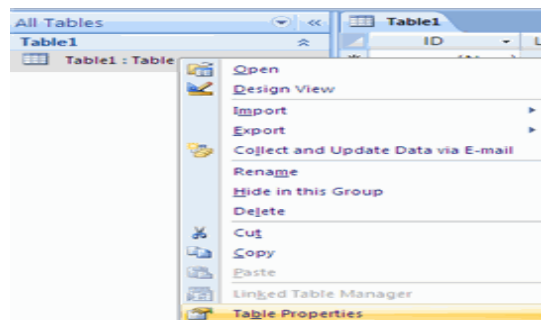 All Tables
Table1
Table1
ID
Table1 : Table
Open
Design View
Import
Export
Collect and Update Data via E-mail
Rename
Hide in this Group
Delete
Cut
Copy
Paste
Linked Table Manager
Table Properties